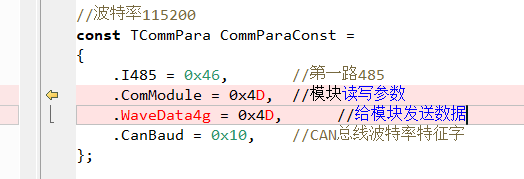 //波特率115200
const TCommPara CommParaConst =
{
.I485 = 0x46, //第一路485
.ComModule = 0x4D, //模块读写参数
.WaveData4g = 0x4D, //给模块发送数据
.CanBaud = 0x10, //CAN总线波特率特征字
};